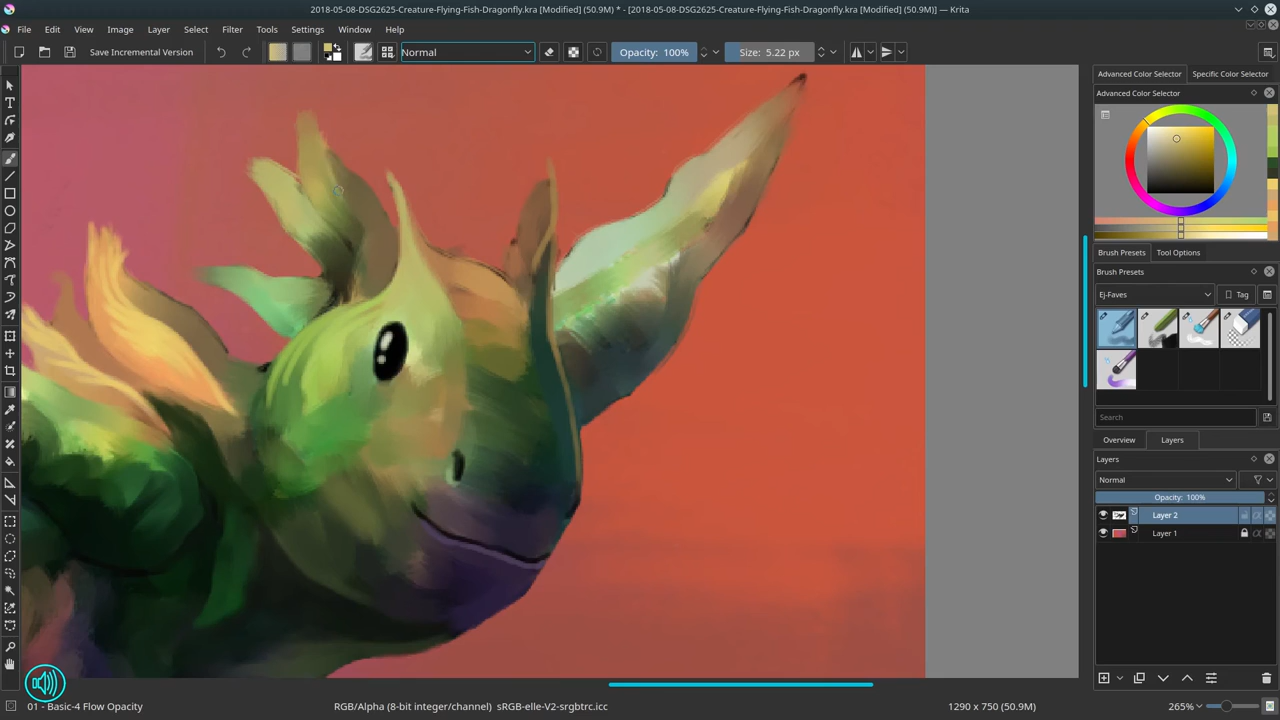 2018-05-08-DSG2625-Creature-Flying-Fish-Dragonfly.kra [Modified] (50.9M) * - [2018-05-08-DSG2625-Creature-Flying-Fish-Dragonfly.kra [Modified] (50.9M)] — Krita
File Edit View Image Layer Select Filter Tools Settings Window Help
Save Incremental Version
Normal
Opacity: 100%
Size: 5.22 px
Advanced Color Selector
Specific Color Selector
Advanced Color Selector
Brush Presets
Tool Options
Brush Presets
Ej-Faves
Tag
Search
Overview
Layers
Layers
Normal
Opacity: 100%
Layer 2
Layer 1
01 - Basic-4 Flow Opacity
RGB/Alpha (8-bit integer/channel) sRGB-elle-V2-srgbtrc.icc
1290 x 750 (50.9M)
265%